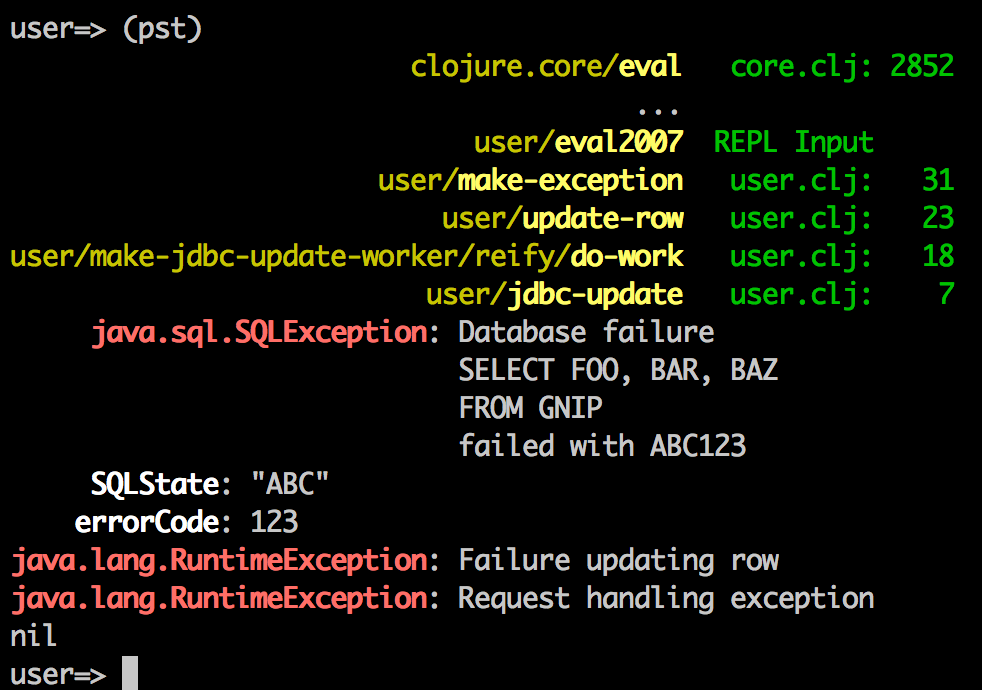 user=> (pst)
clojure.core/eval core.clj: 2852
...
user/eval2007 REPL Input
user/make-exception user.clj: 31
user/update-row user.clj: 23
user/make-jdbc-update-worker/reify/do-work user.clj: 18
user/jdbc-update user.clj: 7
java.sql.SQLException: Database failure
SELECT FOO, BAR, BAZ
FROM GNIP
failed with ABC123
SQLState: "ABC"
errorCode: 123
java.lang.RuntimeException: Failure updating row
java.lang.RuntimeException: Request handling exception
nil
user=>